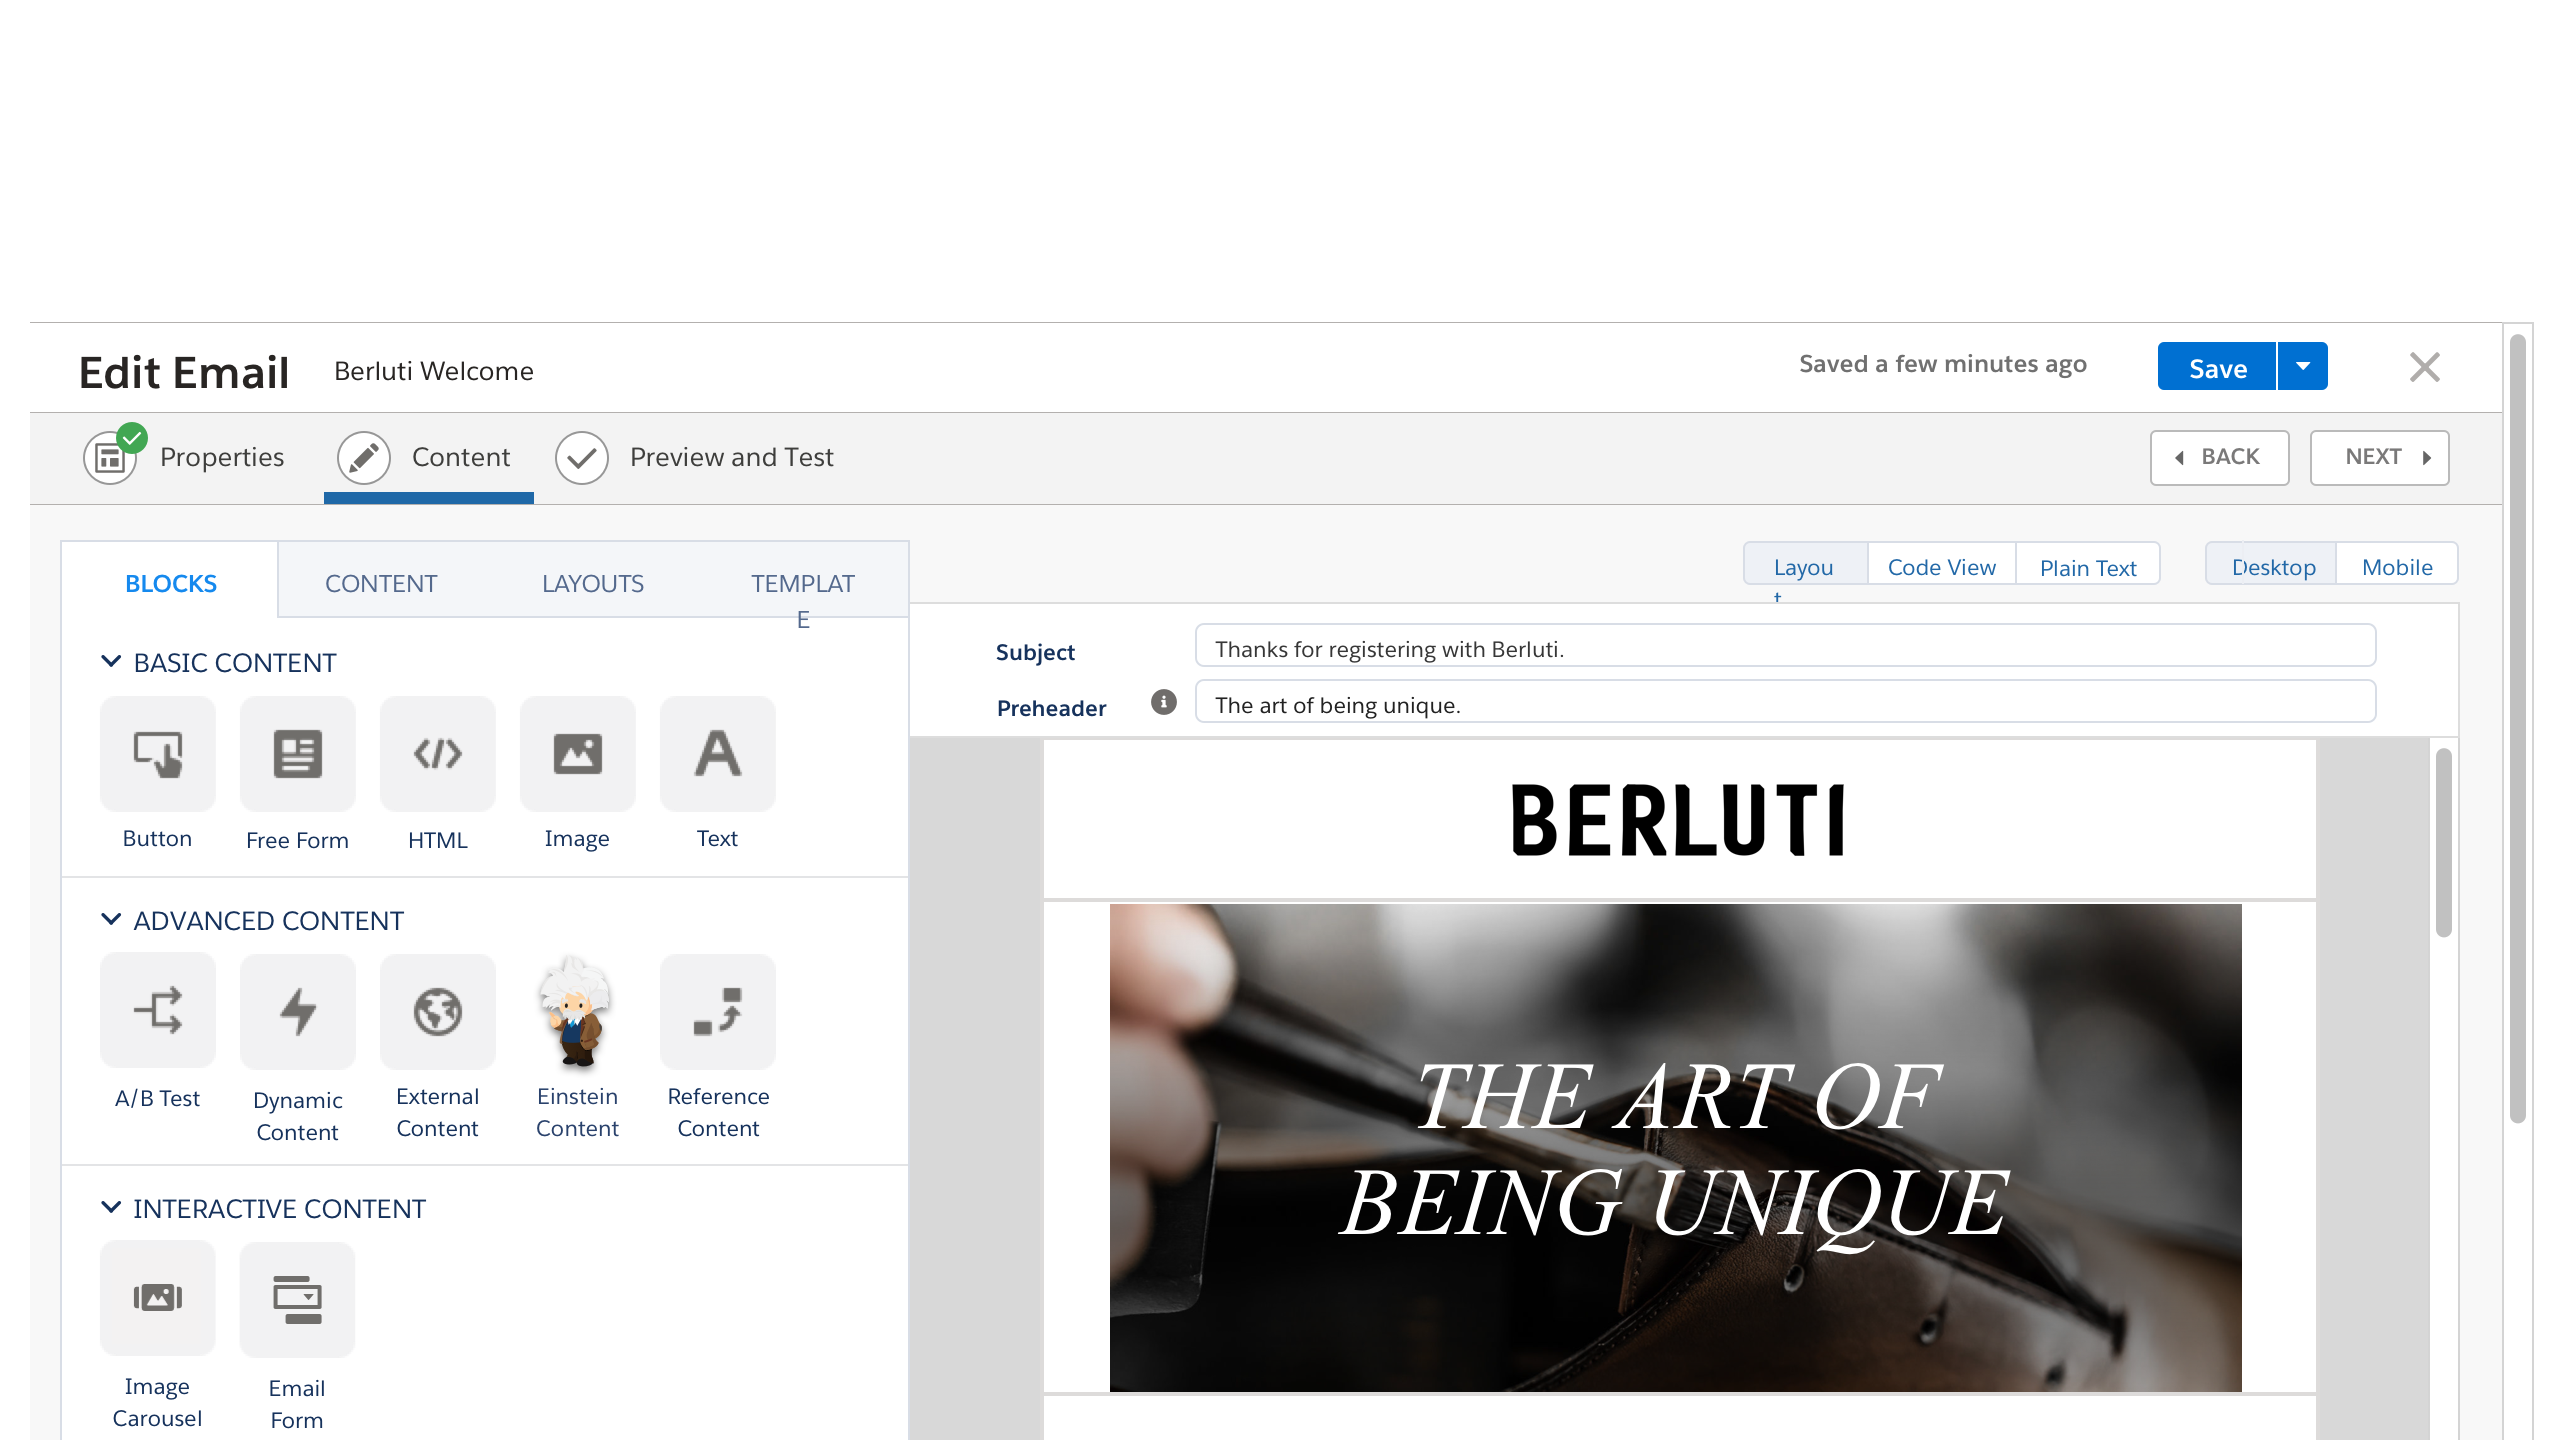 Edit Email
Berluti Welcome
Saved a few minutes ago
Save
Properties
Content
Preview and Test
BACK
NEXT
BLOCKS
CONTENT
LAYOUTS
TEMPLAT
E
Layou
t
Code View
Plain Text
Desktop
Mobile
Subject
Thanks for registering with Berluti.
Preheader
The art of being unique.
BASIC CONTENT
Button
Free Form
HTML
Image
Text
ADVANCED CONTENT
A/B Test
Dynamic
Content
External
Content
Einstein
Content
Reference
Content
INTERACTIVE CONTENT
Image
Carousel
Email
Form
BERLUTI
THE ART OF
BEING UNIQUE